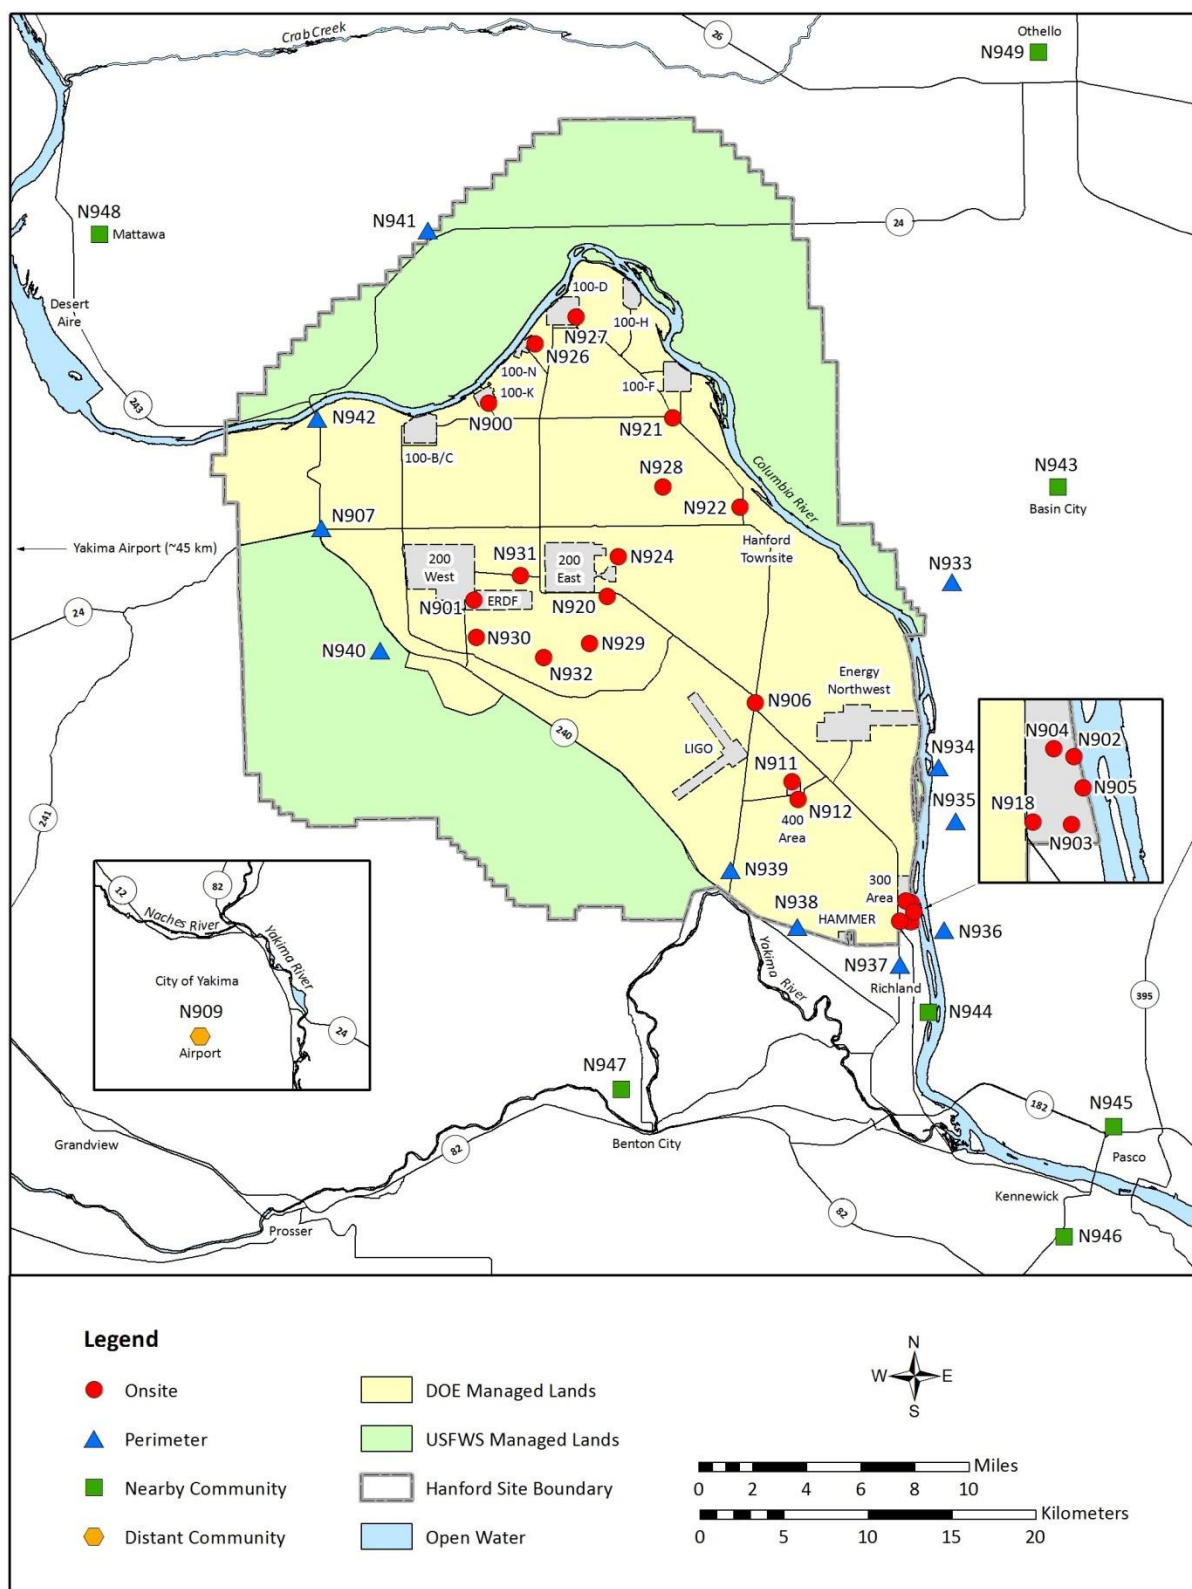 Crab Creek
26
Othello
N949
N948
Mattawa
N941
24
Desert
Aire
100-D
N927
100-H
N926
100-N
100-K
100-F
243
N942
N900
N921
100-B/C
N928
N943
Basin City
N922
Columbia River
N907
Hanford
Townsite
Yakima Airport (~45 km)
N931
N924
200
West
200
East
N933
24
N901
ERDF
N920
N930
N929
N940
N932
Energy
Northwest
N906
240
LIGO
N904
N902
N934
N911
N905
N935
N918
N912
241
400
Area
N903
N939
12
82
300
Area
Naches River
N938
HAMMER
N936
Yakima River
Yakima River
N937
City of Yakima
Richland
395
N909
N944
24
Airport
N947
182
N945
Grandview
82
Benton City
Pasco
Kennewick
82
Prosser
N946
Legend
Onsite
Perimeter
Nearby Community
Distant Community
DOE Managed Lands
USFWS Managed Lands
Hanford Site Boundary
Open Water
N
W E
S
Miles
0 2 4 6 8 10
Kilometers
0 5 10 15 20